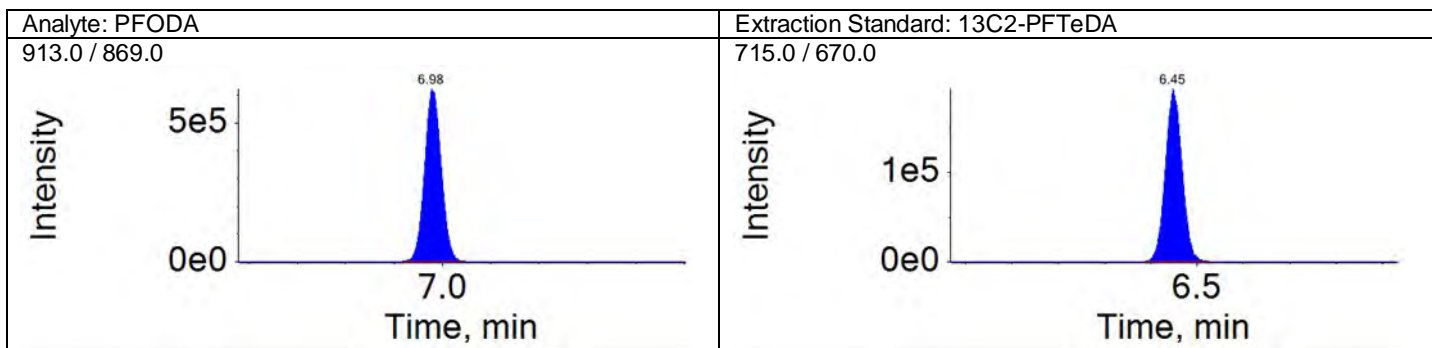 Analyte: PFODA
913.0 / 869.0
6.98
5e5
0e0
Intensity
7.0
Time, min
Extraction Standard: 13C2-PFTeDA
715.0 / 670.0
6.45
1e5
0e0
Intensity
6.5
Time, min